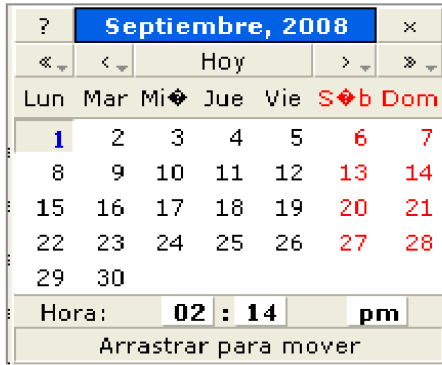 ? Septiembre, 2008 ×
« < Hoy > »
Lun Mar Mi� Jue Vie S�b Dom
1 2 3 4 5 6 7
8 9 10 11 12 13 14
15 16 17 18 19 20 21
22 23 24 25 26 27 28
29 30
Hora: 02 : 14 pm
Arrastrar para mover